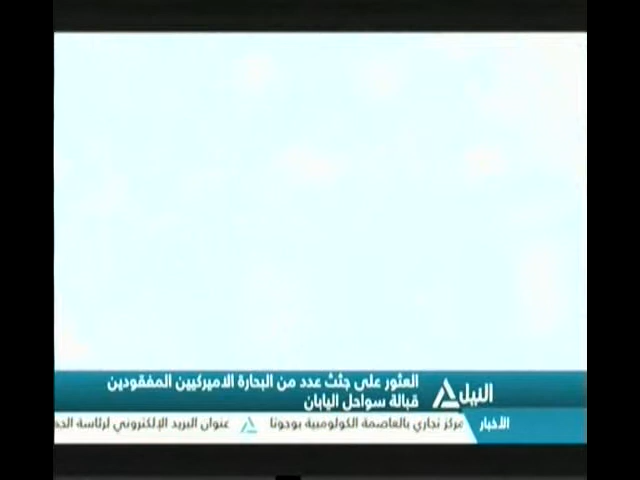 العثور على جثث عدد من البحارة الاميركيين المفقودين
قبالة سواحل اليابان
النيل
الأخبار
مركز تجاري بالعاصمة الكولومبية بوجوتا
عنوان البريد الإلكتروني لرئاسة